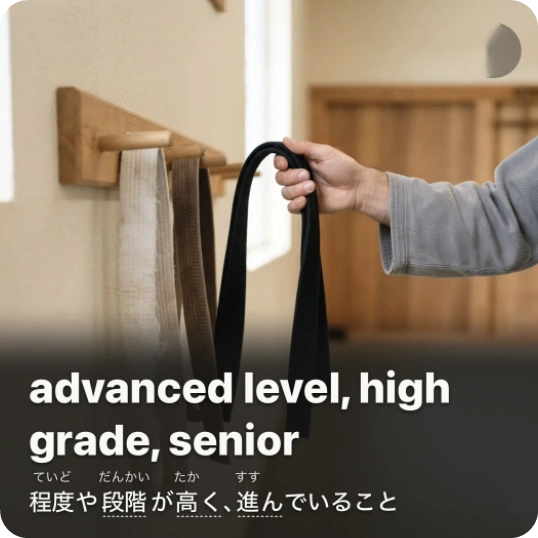 advanced level, high
grade, senior
ていど だんかい たか すす
程度や段階が高く、進んでいること